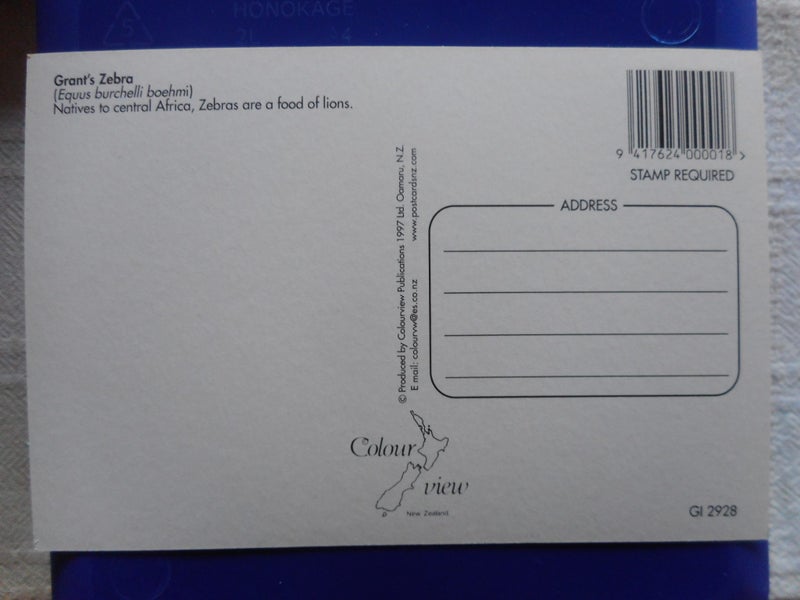 HONOKAGE
5
Grant's Zebra
(Equus burchelli boehmi)
Natives to central Africa, Zebras are a food of lions.
9 417624 000018 >
STAMP REQUIRED
ADDRESS
© Produced by Colourview Publications 1997 Ltd. Oamaru, N.Z.
E mail: colourvw@es.co.nz www.postcardsnz.com
Colour
view
New Zealand
GI 2928